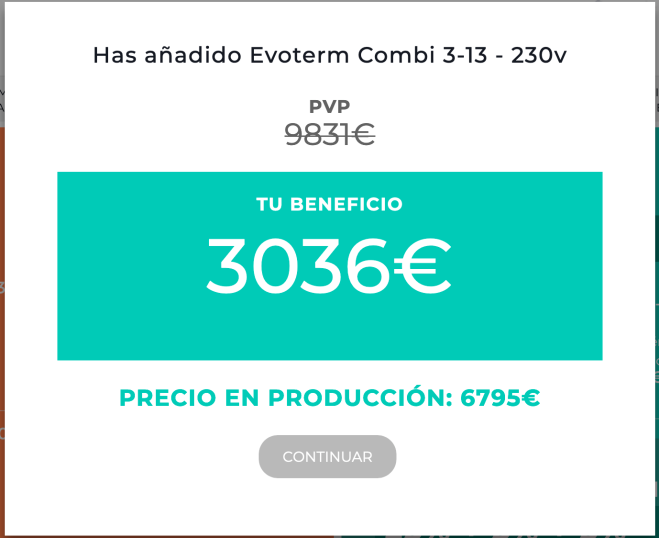 Has añadido Evoterm Combi 3-13 - 230v
PVP
9831€
TU BENEFICIO
3036€
PRECIO EN PRODUCCIÓN: 6795€
CONTINUAR